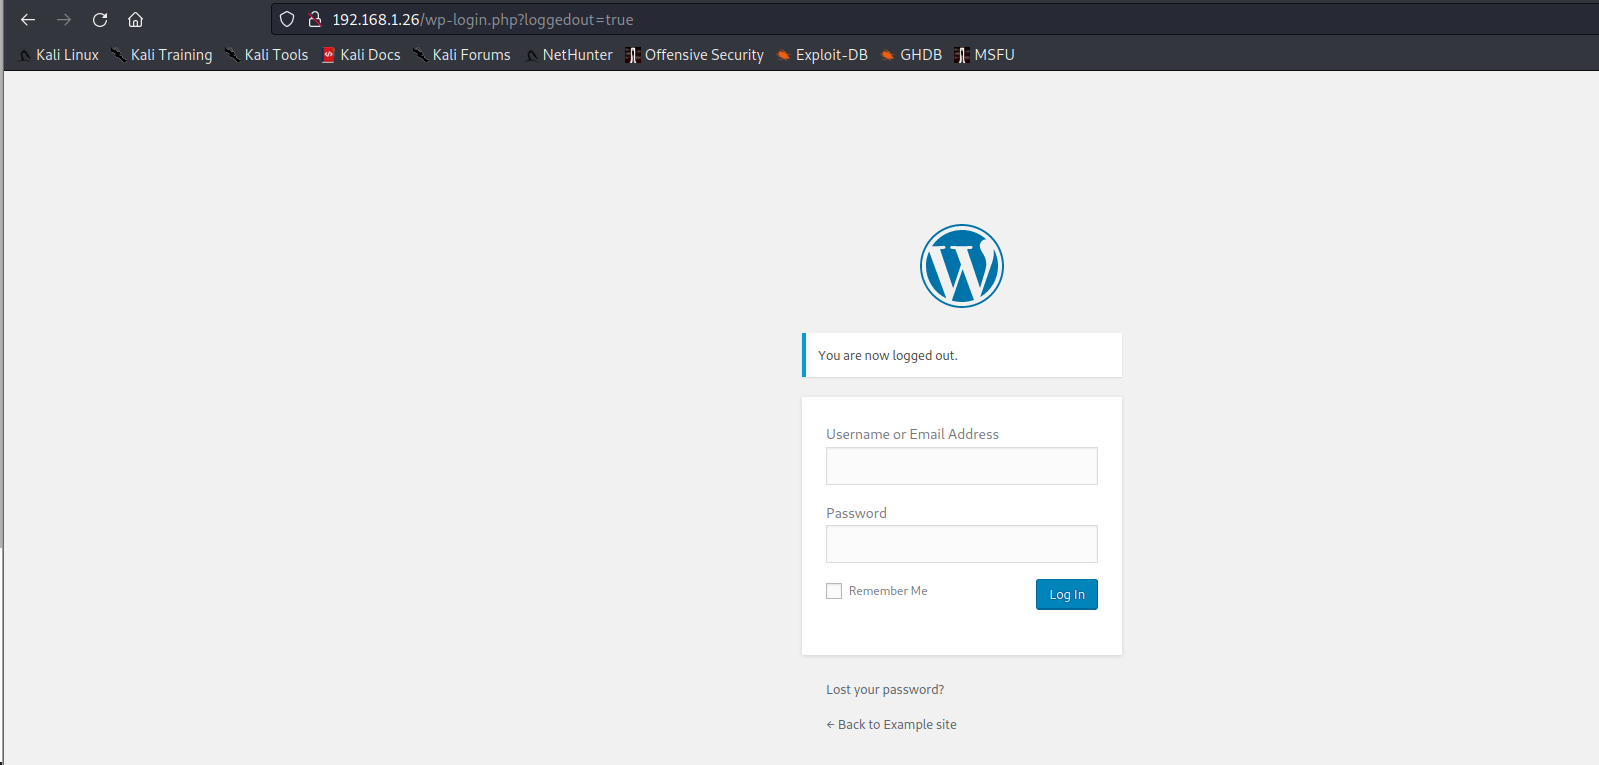 192.168.1.26/wp-login.php?loggedout=true
Kali Linux Kali Training Kali Tools Kali Docs Kali Forums NetHunter Offensive Security Exploit-DB GHDB MSFU
You are now logged out.
Username or Email Address
Password
Remember Me Log In
Lost your password?
← Back to Example site